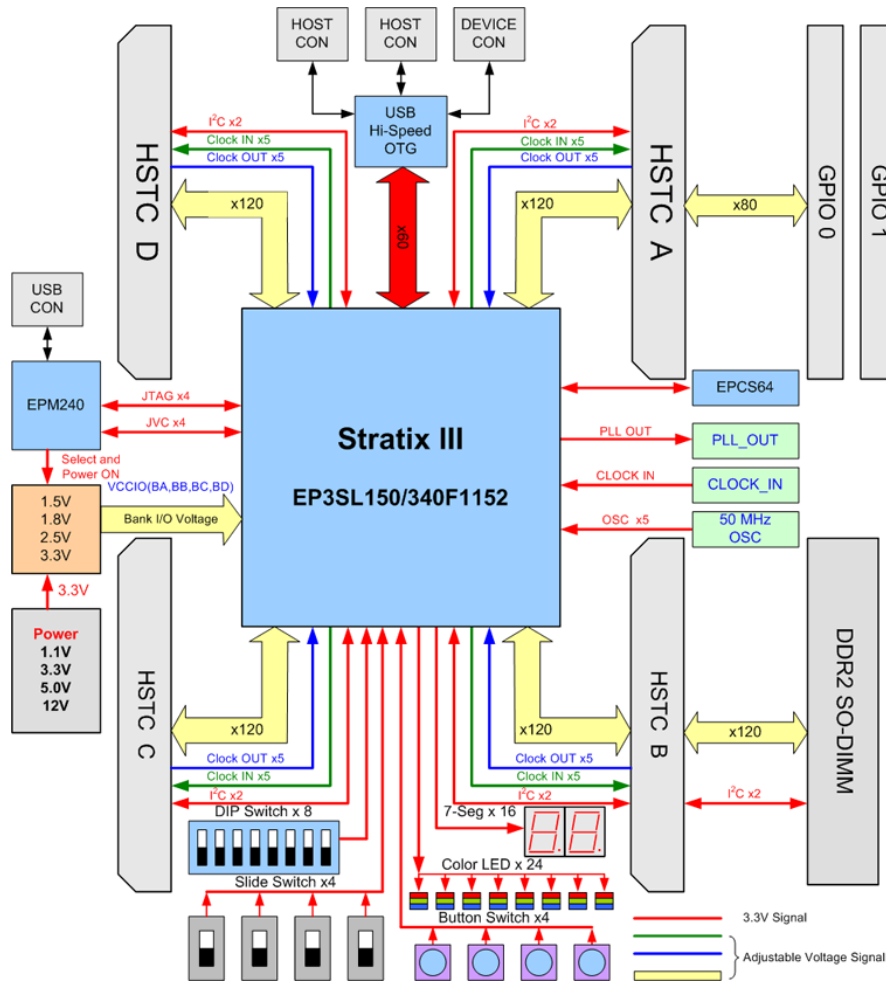 HOST
CON
HOST
CON
DEVICE
CON
USB
Hi-Speed
OTG
I²C x2
Clock IN x5
Clock OUT x5
HSTC D
x120
x60
I²C x2
Clock IN x5
Clock OUT x5
x120
HSTC A
x80
GPIO 0
GPIO 1
USB
CON
EPM240
JTAG x4
JVC x4
Select and
Power ON
VCCIO(BA,BB,BC,BD)
1.5V
1.8V
2.5V
3.3V
Bank I/O Voltage
3.3V
Power
1.1V
3.3V
5.0V
12V
Stratix III
EP3SL150/340F1152
EPCS64
PLL OUT
PLL_OUT
CLOCK IN
CLOCK_IN
OSC x5
50 MHz
OSC
HSTC C
x120
Clock OUT x5
Clock IN x5
I²C x2
x120
Clock OUT x5
Clock IN x5
I²C x2
HSTC B
x120
I²C x2
DDR2 SO-DIMM
DIP Switch x 8
7-Seg x 16
8.8.
Slide Switch x4
Color LED x 24
Button Switch x4
3.3V Signal
Adjustable Voltage Signal